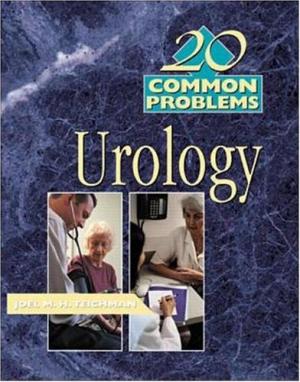 20
COMMON
PROBLEMS
Urology
JOEL M. H. TEICHMAN